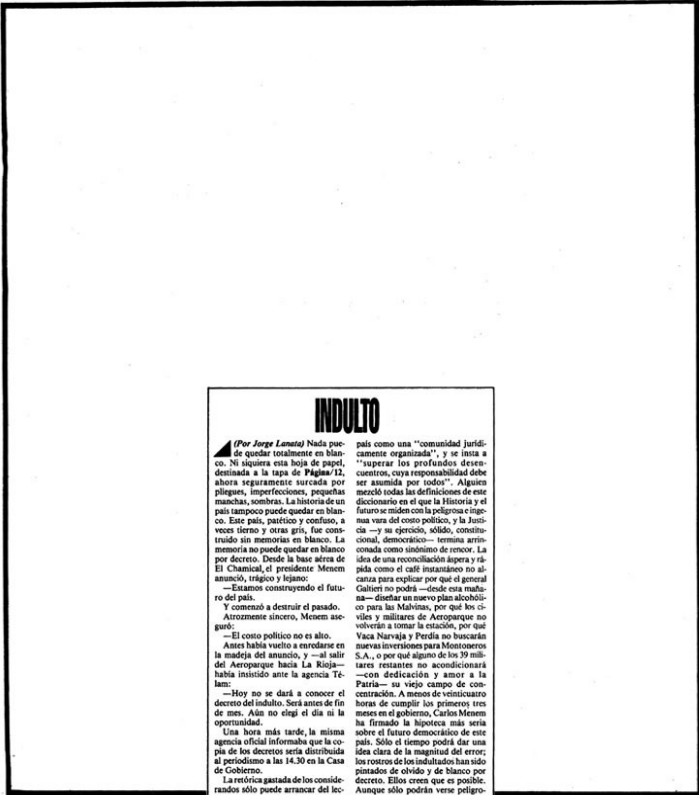 INDULTO
(Por Jorge Lanata) Nada pue-
de quedar totalmente en blan-
co. Ni siquiera esta hoja de papel,
destinada a la tapa de Página/12,
ahora seguramente surcada por
pliegues, imperfecciones, pequeñas
manchas, sombras. La historia de un
país tampoco puede quedar en blan-
co. Este país, patético y confuso, a
veces tierno y otras gris, fue cons-
truido sin memorias en blanco. La
memoria no puede quedar en blanco
por decreto. Desde la base aérea de
El Chamical, el presidente Menem
anunció, trágico y lejano:
—Estamos construyendo el futu-
ro del país.
Y comenzó a destruir el pasado.
Atrozmente sincero, Menem ase-
guró:
—El costo político no es alto.
Antes había vuelto a enredarse en
la madeja del anuncio, y —al salir
del Aeroparque hacia La Rioja—
había insistido ante la agencia Té-
lam:
—Hoy no se dará a conocer el
decreto del indulto. Será antes de fin
de mes. Aún no elegí el día ni la
oportunidad.
Una hora más tarde, la misma
agencia oficial informaba que la co-
pia de los decretos sería distribuida
al periodismo a las 14.30 en la Casa
de Gobierno.
La retórica gastada de los conside-
randos sólo puede arrancar del lec-
país como una "comunidad jurídi-
camente organizada", y se insta a
"superar los profundos desen-
cuentros, cuya responsabilidad debe
ser asumida por todos". Alguien
mezcló todas las definiciones de este
diccionario en el que la Historia y el
futuro se miden con la peligrosa e inge-
nua vara del costo político, y la Justi-
cia —y su ejercicio, sólido, constitu-
cional, democrático— termina arrin-
conada como sinónimo de rencor. La
idea de una reconciliación áspera y rá-
pida como el café instantáneo no al-
canza para explicar por qué el general
Galtieri no podrá —desde esta maña-
na— diseñar un nuevo plan alcohóli-
co para las Malvinas, por qué los ci-
viles y militares de Aeroparque no
volverán a tomar la estación, por qué
Vaca Narvaja y Perdía no buscarán
nuevas inversiones para Montoneros
S.A., o por qué alguno de los 39 mili-
tares restantes no acondicionará
—con dedicación y amor a la
Patria— su viejo campo de con-
centración. A menos de veinticuatro
horas de cumplir los primeros tres
meses en el gobierno, Carlos Menem
ha firmado la hipoteca más seria
sobre el futuro democrático de este
país. Sólo el tiempo podrá dar una
idea clara de la magnitud del error;
los rostros de los indultados han sido
pintados de olvido y de blanco por
decreto. Ellos creen que es posible.
Aunque sólo podrán verse peligro-